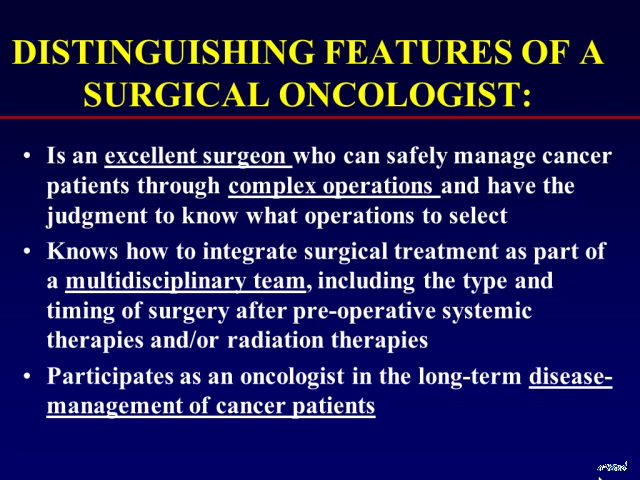 DISTINGUISHING FEATURES OF A
SURGICAL ONCOLOGIST:
• Is an excellent surgeon who can safely manage cancer
patients through complex operations and have the
judgment to know what operations to select
• Knows how to integrate surgical treatment as part of
a multidisciplinary team, including the type and
timing of surgery after pre-operative systemic
therapies and/or radiation therapies
• Participates as an oncologist in the long-term disease-
management of cancer patients